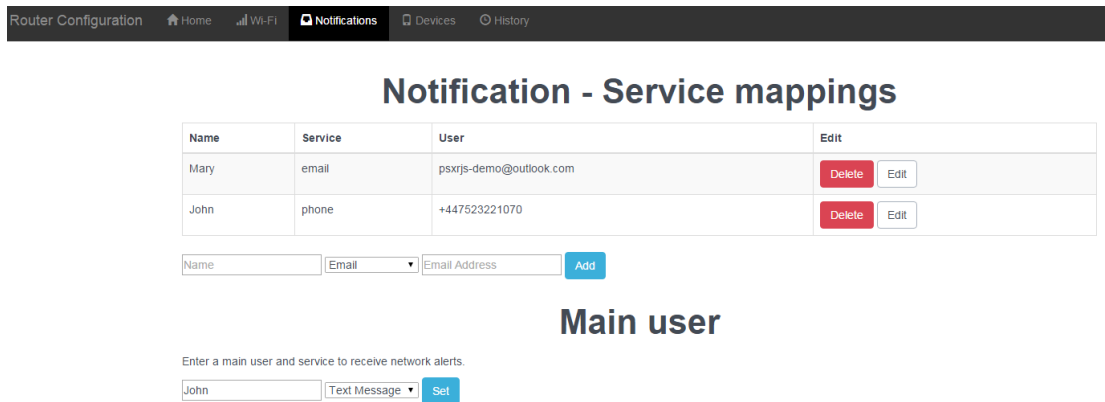 Router Configuration Home Wi-Fi Notifications Devices History
Notification - Service mappings
Name Service User Edit
Mary email psxrjs-demo@outlook.com Delete Edit
John phone +447523221070 Delete Edit
Name Email Email Address Add
Main user
Enter a main user and service to receive network alerts.
John Text Message Set